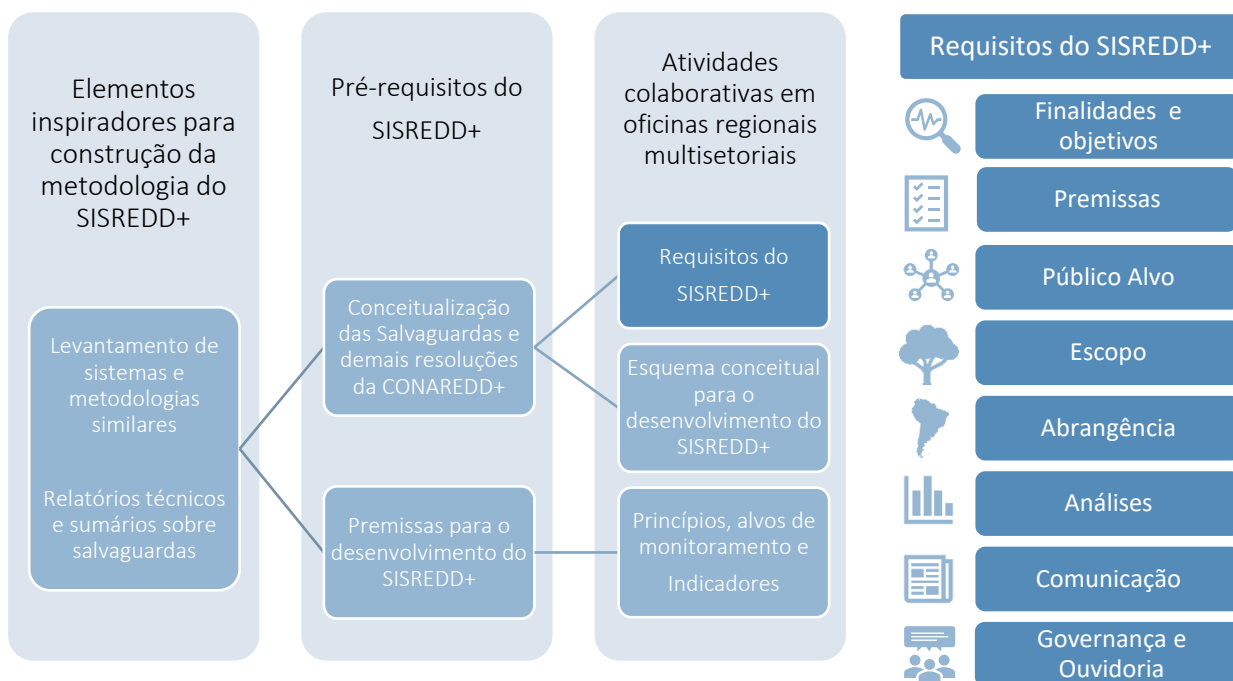 Elementos
inspiradores para
construção da
metodologia do
SISREDD+
Levantamento de
sistemas e
metodologias
similares
Relatórios técnicos
e sumários sobre
salvaguardas
Pré-requisitos do
SISREDD+
Conceitualização
das Salvaguardas e
demais resoluções
da CONAREDD+
Premissas para o
desenvolvimento do
SISREDD+
Atividades
colaborativas em
oficinas regionais
multisetoriais
Requisitos do
SISREDD+
Esquema conceitual
para o
desenvolvimento do
SISREDD+
Princípios, alvos de
monitoramento e
Indicadores
Requisitos do SISREDD+
Finalidades e
objetivos
Premissas
Público Alvo
Escopo
Abrangência
Análises
Comunicação
Governança e
Ouvidoria